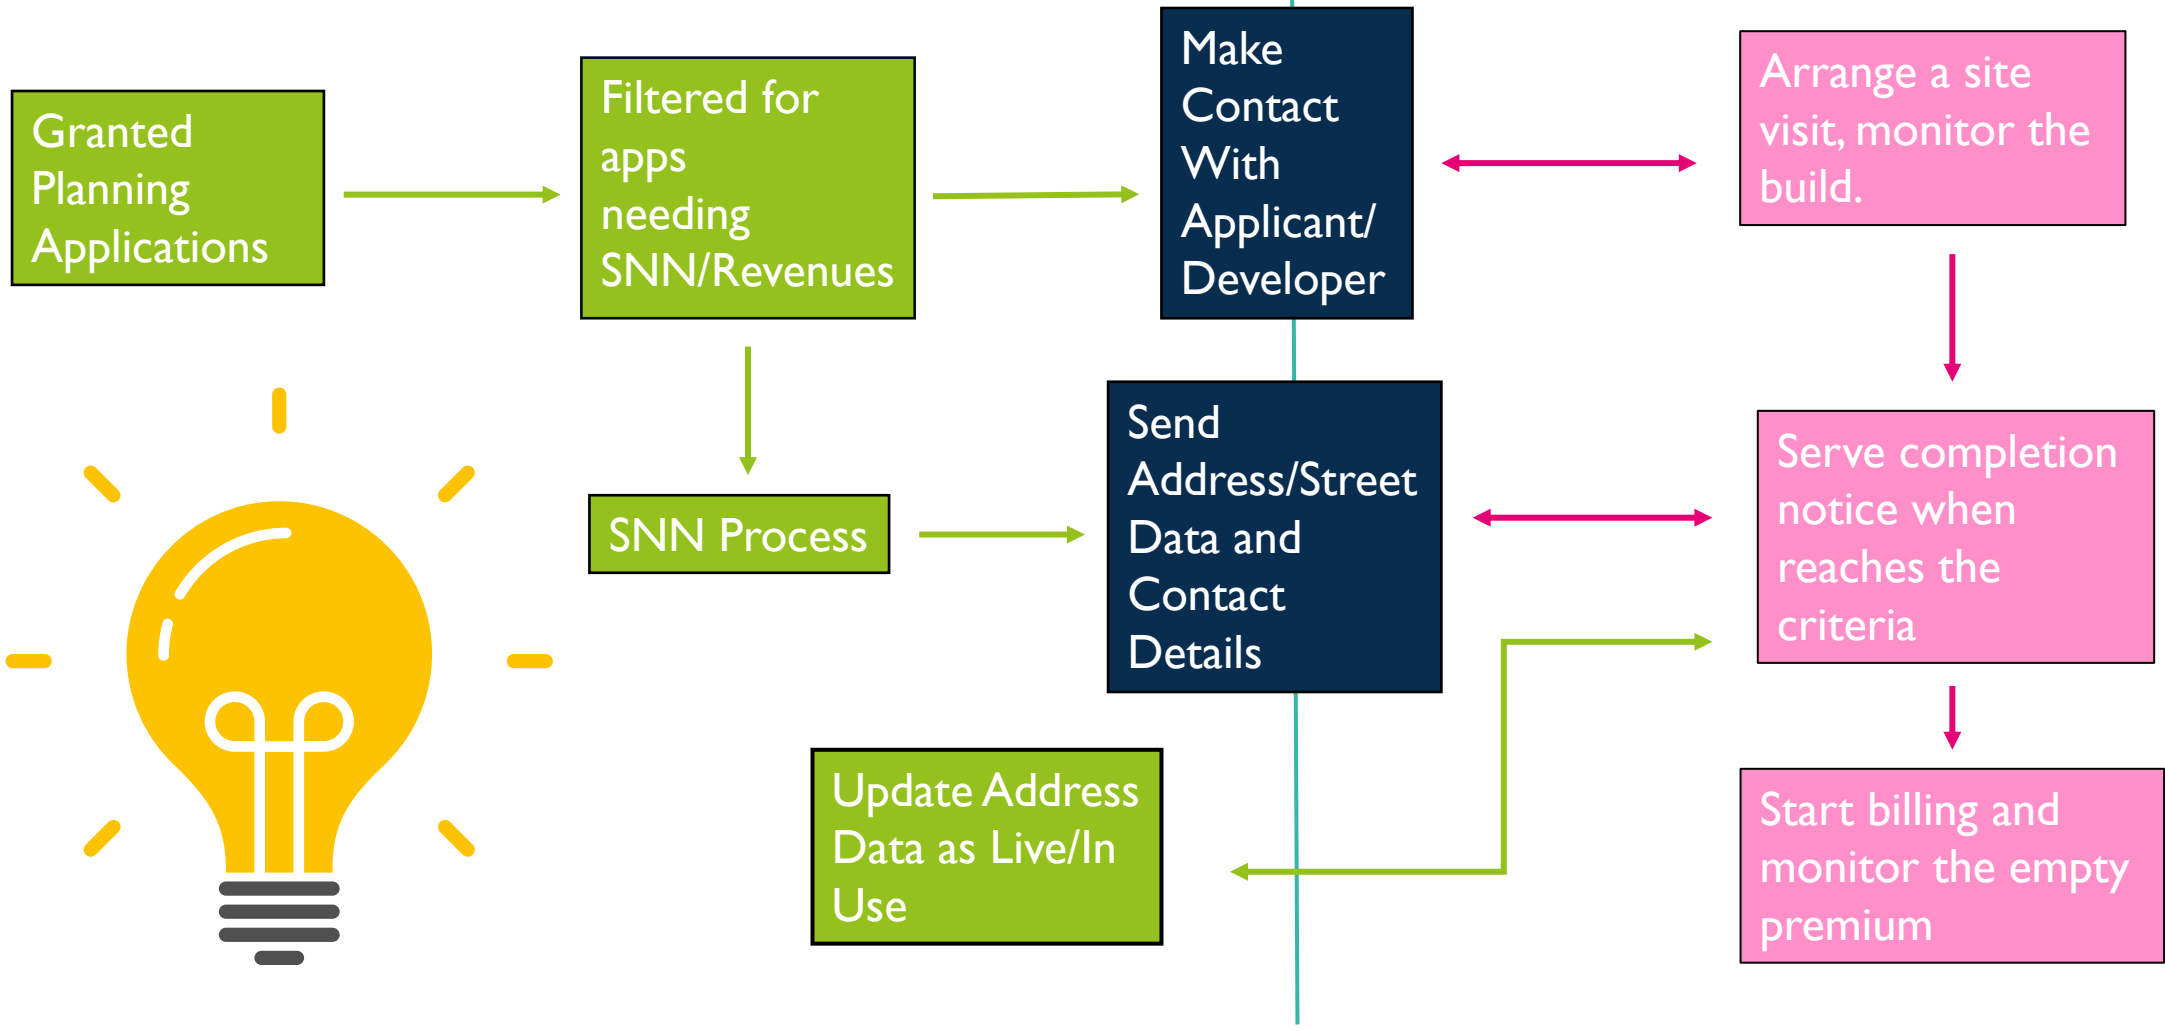 Granted
Planning
Applications
Filtered for
apps
needing
SNN/Revenues
Make
Contact
With
Applicant/
Developer
Arrange a site
visit, monitor the
build.
SNN Process
Send
Address/Street
Data and
Contact
Details
Serve completion
notice when
reaches the
criteria
Update Address
Data as Live/In
Use
Start billing and
monitor the empty
premium